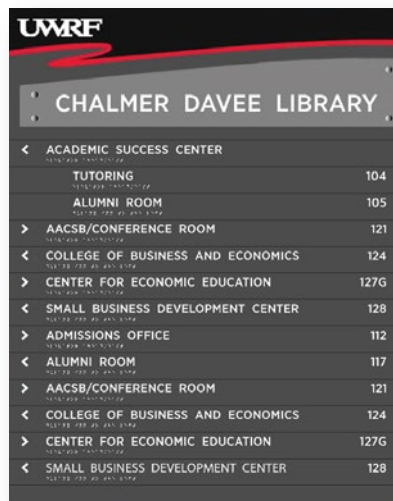 UWRF
CHALMER DAVEE LIBRARY
< ACADEMIC SUCCESS CENTER
TUTORING 104
ALUMNI ROOM 105
> AACSB/CONFERENCE ROOM 121
< COLLEGE OF BUSINESS AND ECONOMICS 124
> CENTER FOR ECONOMIC EDUCATION 127G
< SMALL BUSINESS DEVELOPMENT CENTER 128
> ADMISSIONS OFFICE 112
< ALUMNI ROOM 117
> AACSB/CONFERENCE ROOM 121
< COLLEGE OF BUSINESS AND ECONOMICS 124
> CENTER FOR ECONOMIC EDUCATION 127G
< SMALL BUSINESS DEVELOPMENT CENTER 128